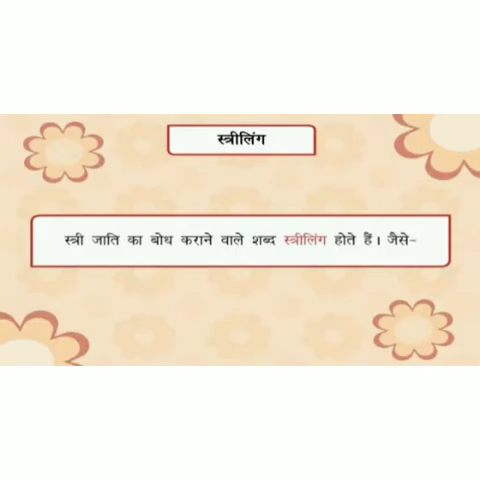 स्त्रीलिंग
स्त्री जाति का बोध कराने वाले शब्द स्त्रीलिंग होते हैं। जैसे-